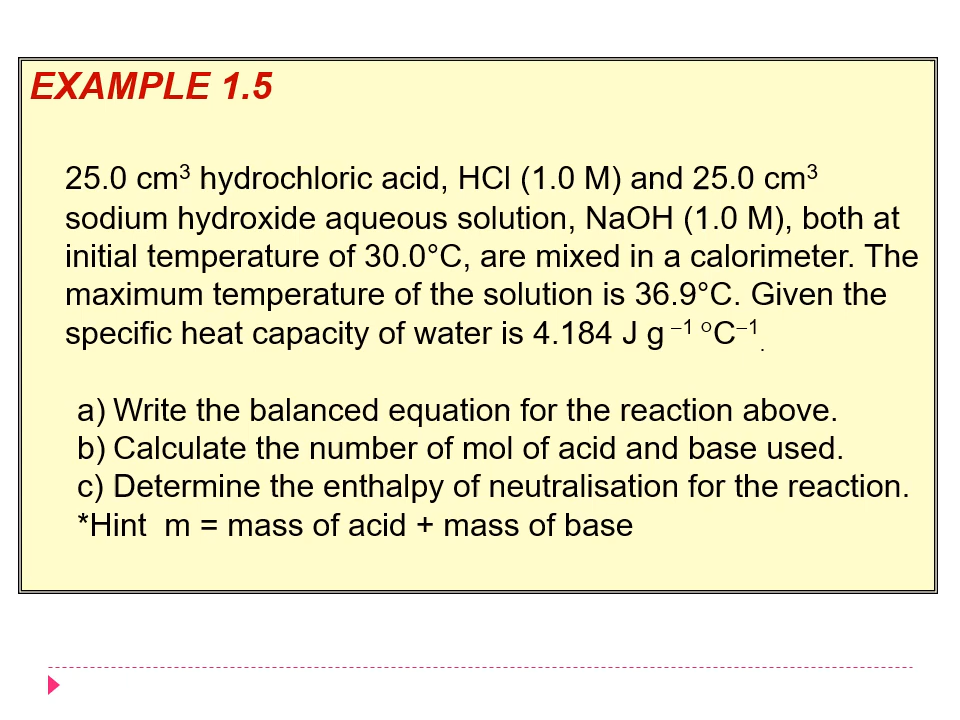 EXAMPLE 1.5
25.0 cm³ hydrochloric acid, HCl (1.0 M) and 25.0 cm³
sodium hydroxide aqueous solution, NaOH (1.0 M), both at
initial temperature of 30.0°C, are mixed in a calorimeter. The
maximum temperature of the solution is 36.9°C. Given the
specific heat capacity of water is 4.184 J g ⁻¹ ᴼC⁻¹.
a) Write the balanced equation for the reaction above.
b) Calculate the number of mol of acid and base used.
c) Determine the enthalpy of neutralisation for the reaction.
*Hint m = mass of acid + mass of base